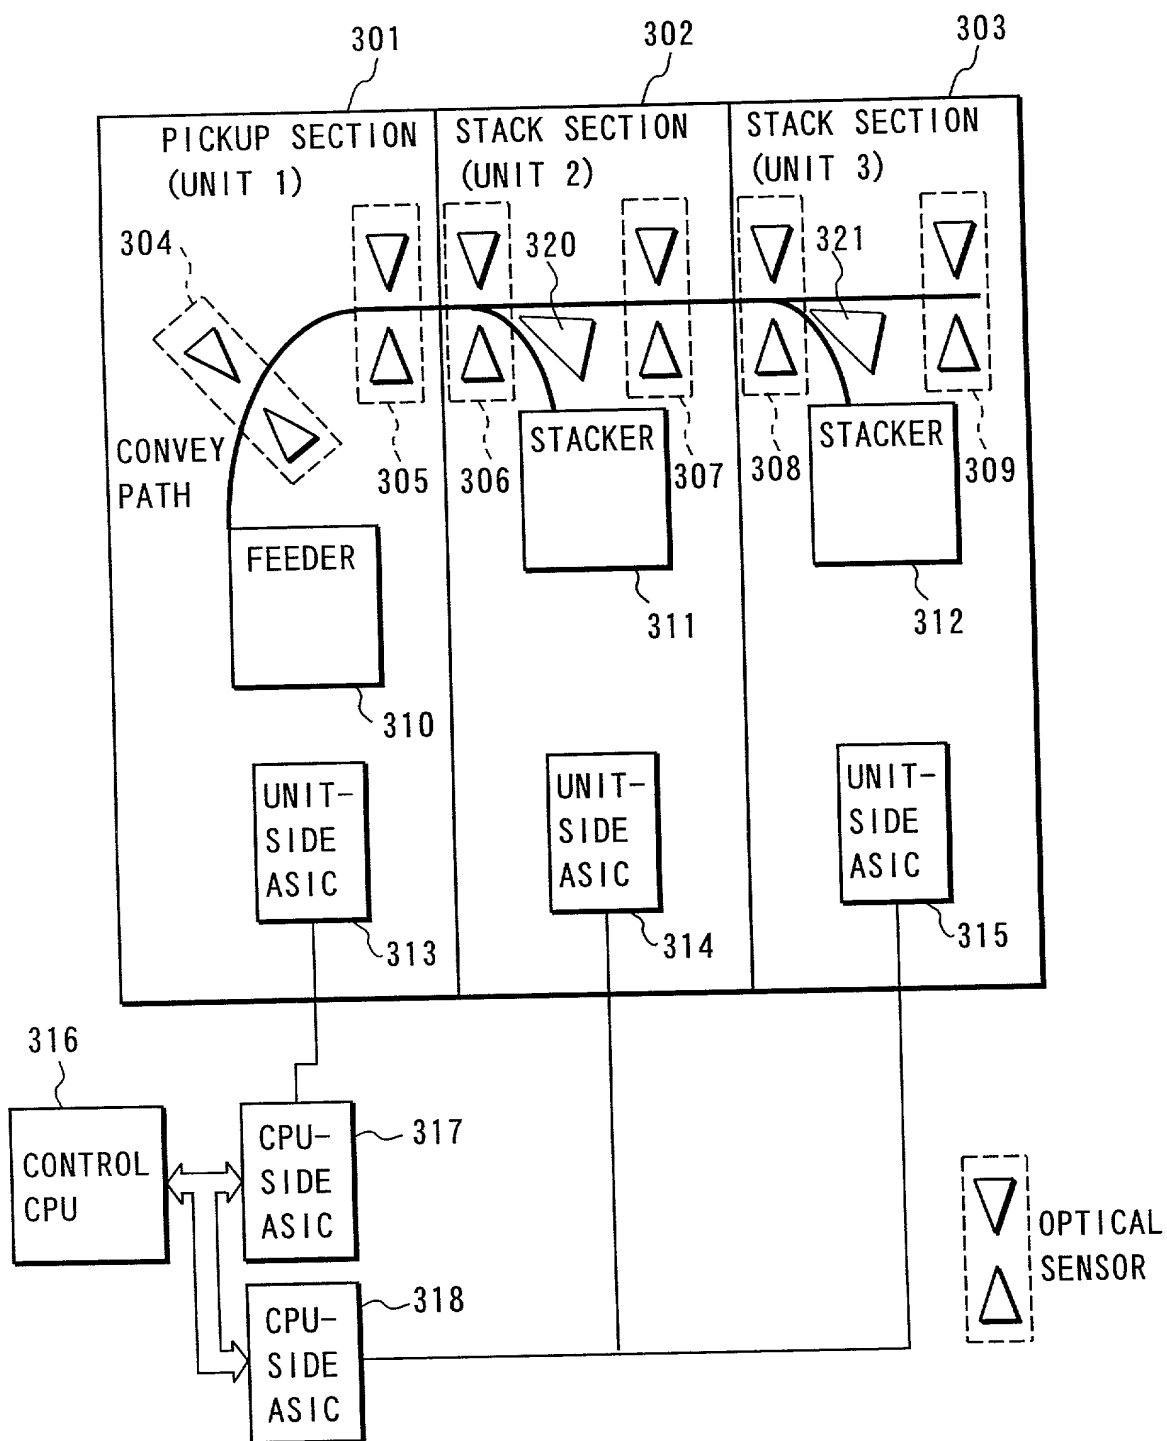 301
302
303
PICKUP SECTION
(UNIT 1)
STACK SECTION
(UNIT 2)
STACK SECTION
(UNIT 3)
304
320
321
CONVEY
PATH
305
306
307
308
309
FEEDER
STACKER
STACKER
310
311
312
UNIT-
SIDE
ASIC
UNIT-
SIDE
ASIC
UNIT-
SIDE
ASIC
313
314
315
316
CONTROL
CPU
CPU-
SIDE
ASIC
317
CPU-
SIDE
ASIC
318
OPTICAL
SENSOR